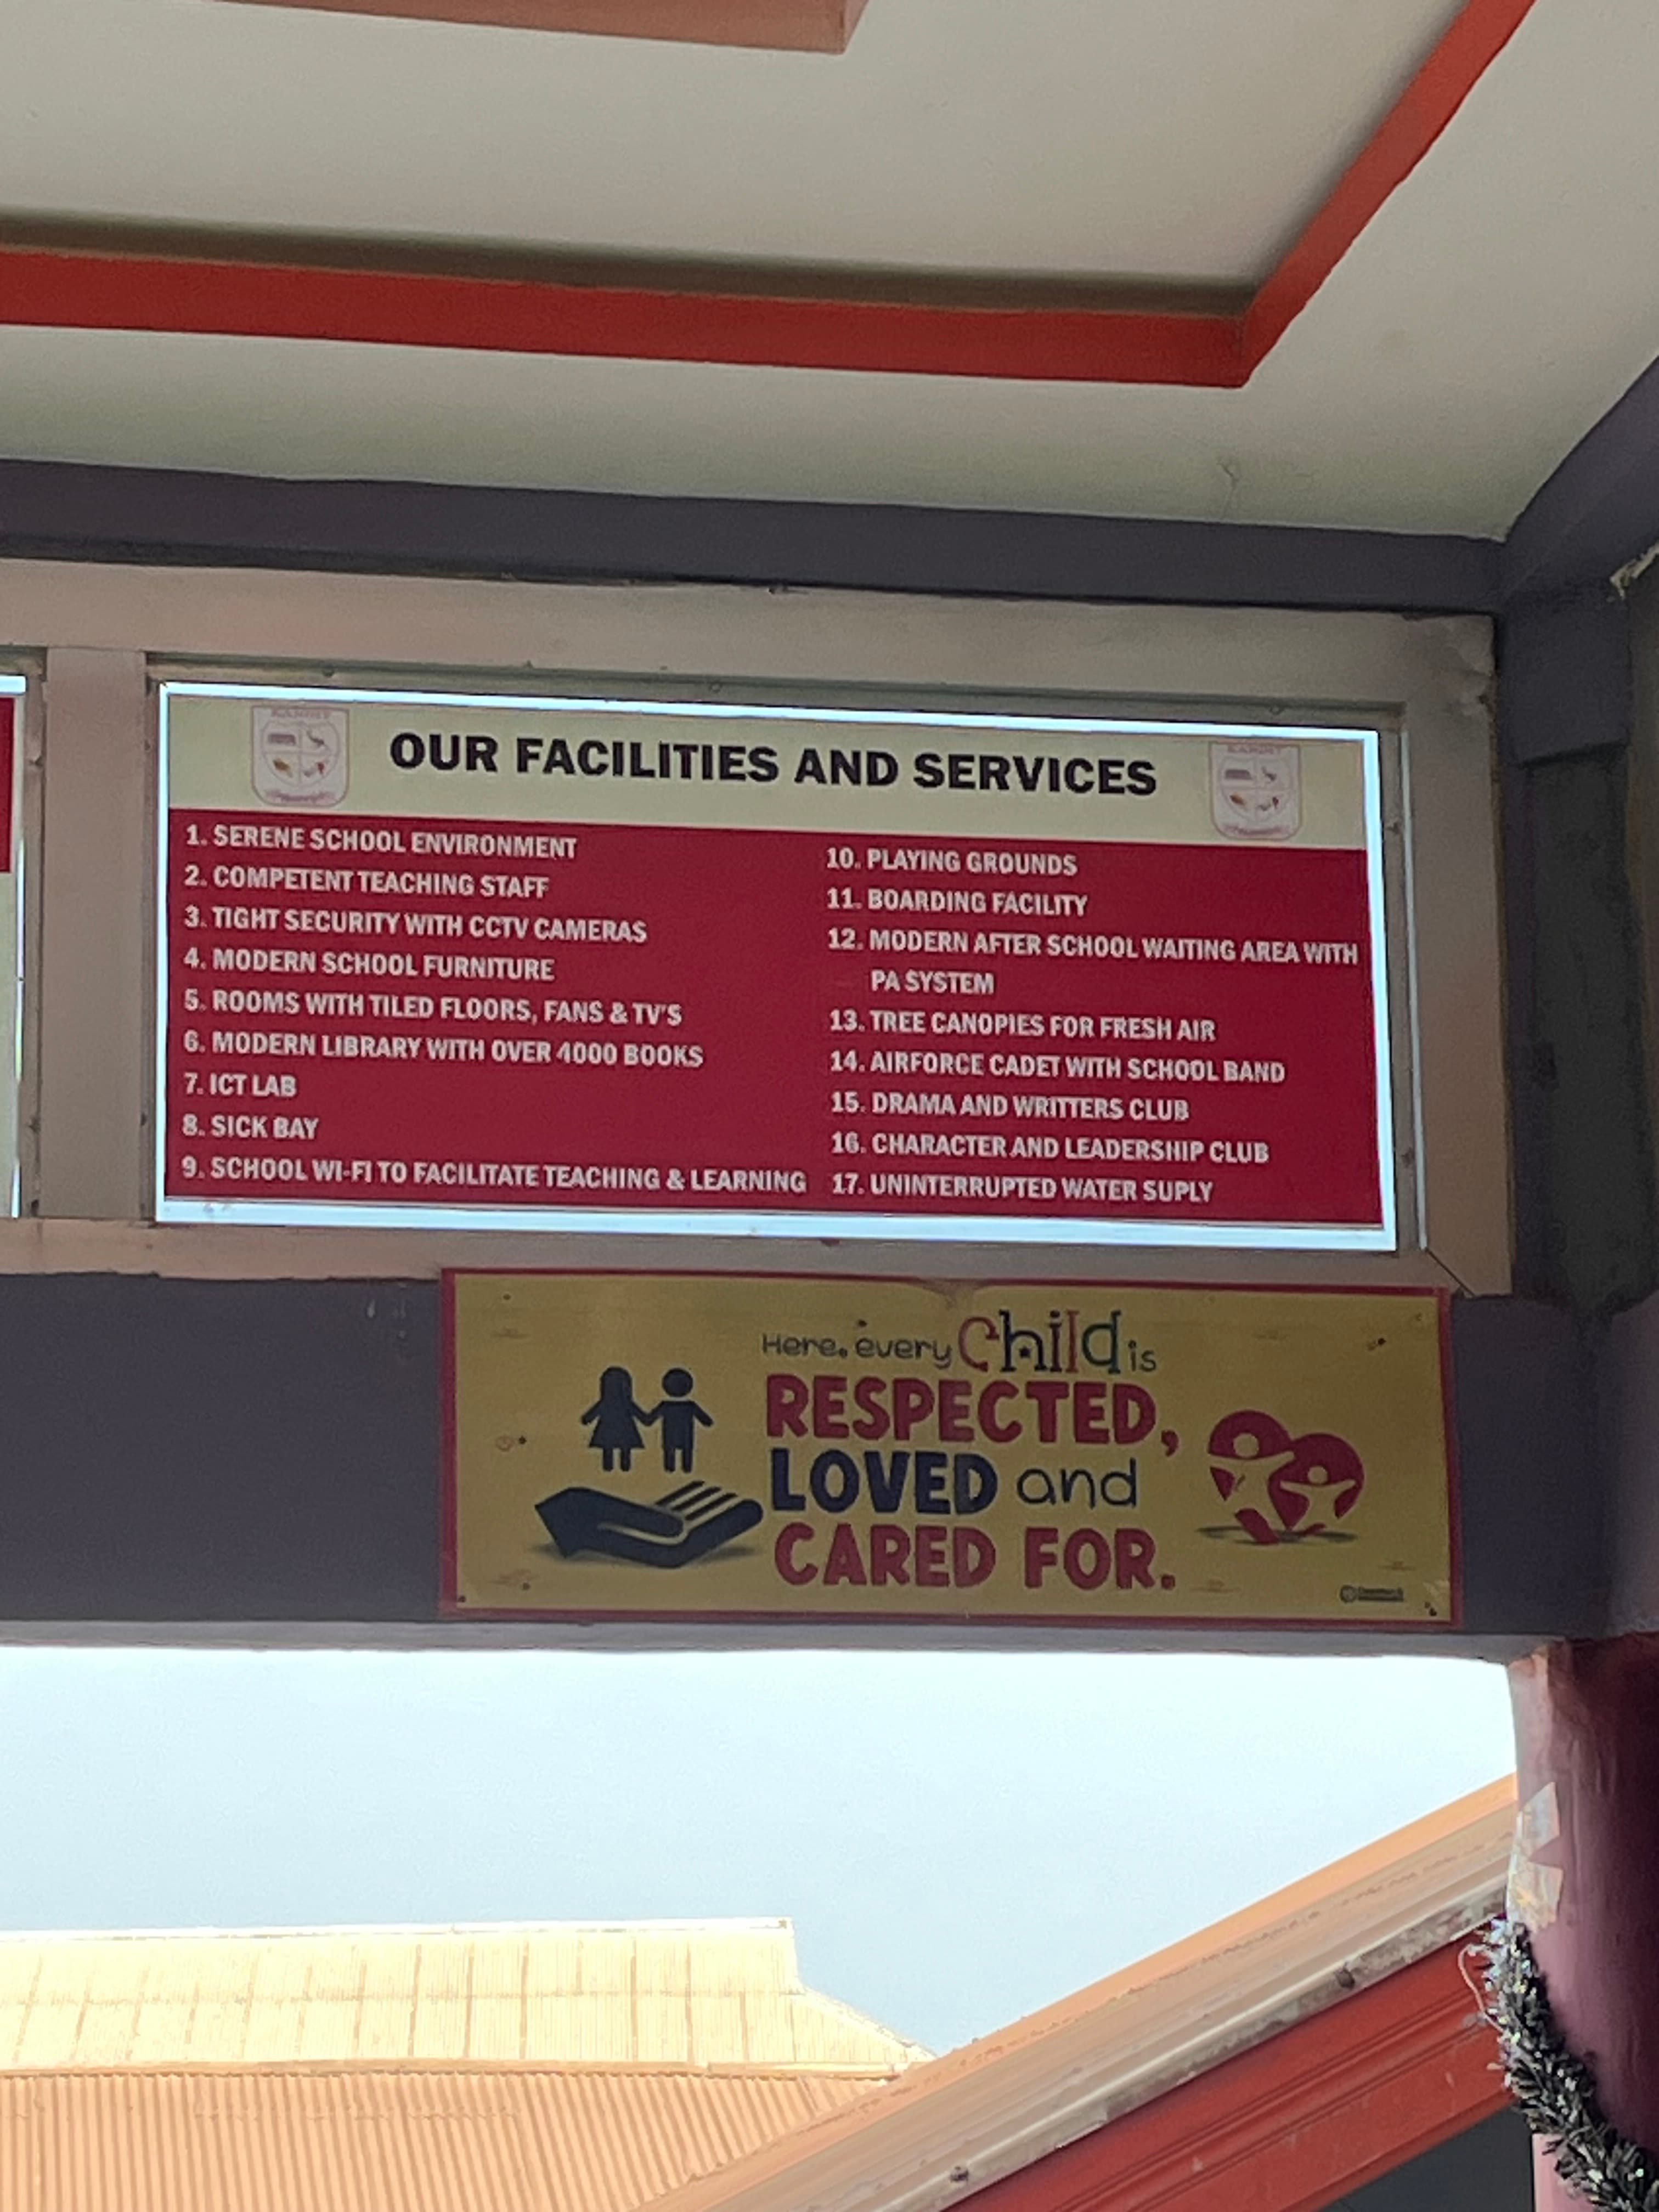 OUR FACILITIES AND SERVICES
1. SERENE SCHOOL ENVIRONMENT
2. COMPETENT TEACHING STAFF
3. TIGHT SECURITY WITH CCTV CAMERAS
4. MODERN SCHOOL FURNITURE
5. ROOMS WITH TILED FLOORS, FANS & TV'S
6. MODERN LIBRARY WITH OVER 4000 BOOKS
7. ICT LAB
8. SICK BAY
9. SCHOOL WI-FI TO FACILITATE TEACHING & LEARNING
10. PLAYING GROUNDS
11. BOARDING FACILITY
12. MODERN AFTER SCHOOL WAITING AREA WITH
PA SYSTEM
13. TREE CANOPIES FOR FRESH AIR
14. AIRFORCE CADET WITH SCHOOL BAND
15. DRAMA AND WRITTERS CLUB
16. CHARACTER AND LEADERSHIP CLUB
17. UNINTERRUPTED WATER SUPLY
Here, every Child is
RESPECTED,
LOVED and
CARED FOR.